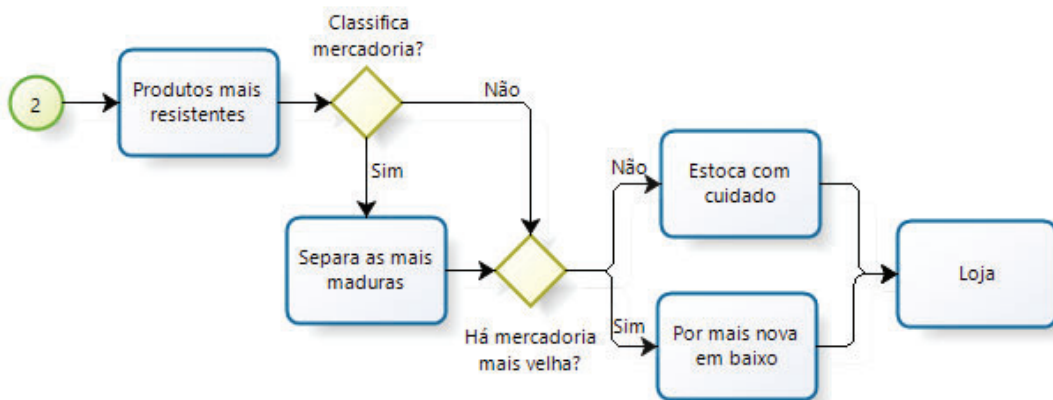 2
Produtos mais
resistentes
Classifica
mercadoria?
Não
Sim
Separa as mais
maduras
Há mercadoria
mais velha?
Não
Estoca com
cuidado
Sim
Por mais nova
em baixo
Loja